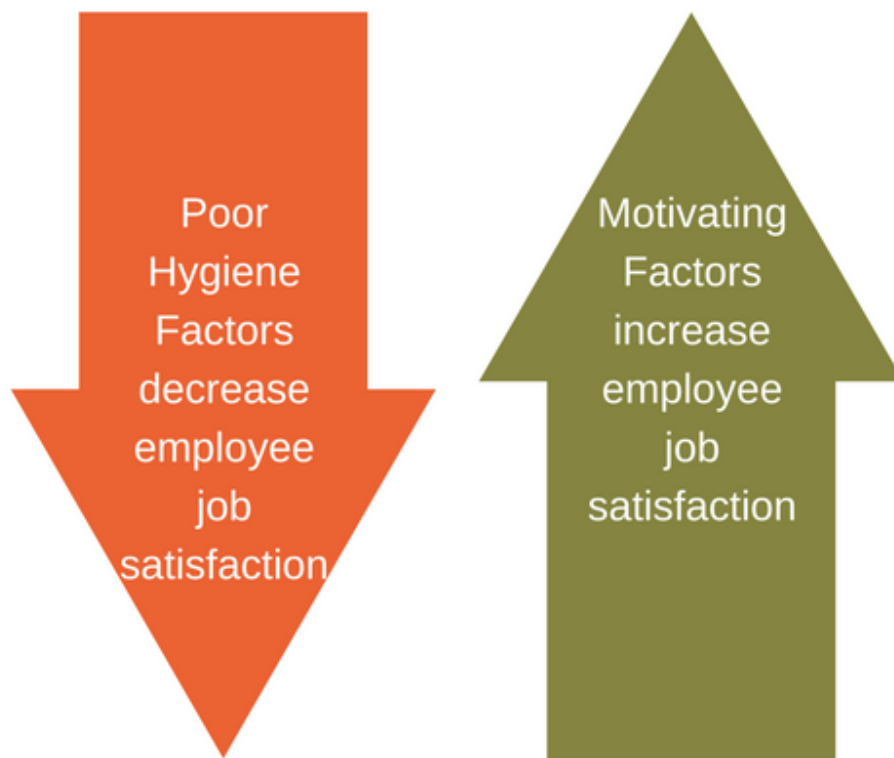 Poor
Hygiene
Factors
decrease
employee
job
satisfaction
Motivating
Factors
increase
employee
job
satisfaction